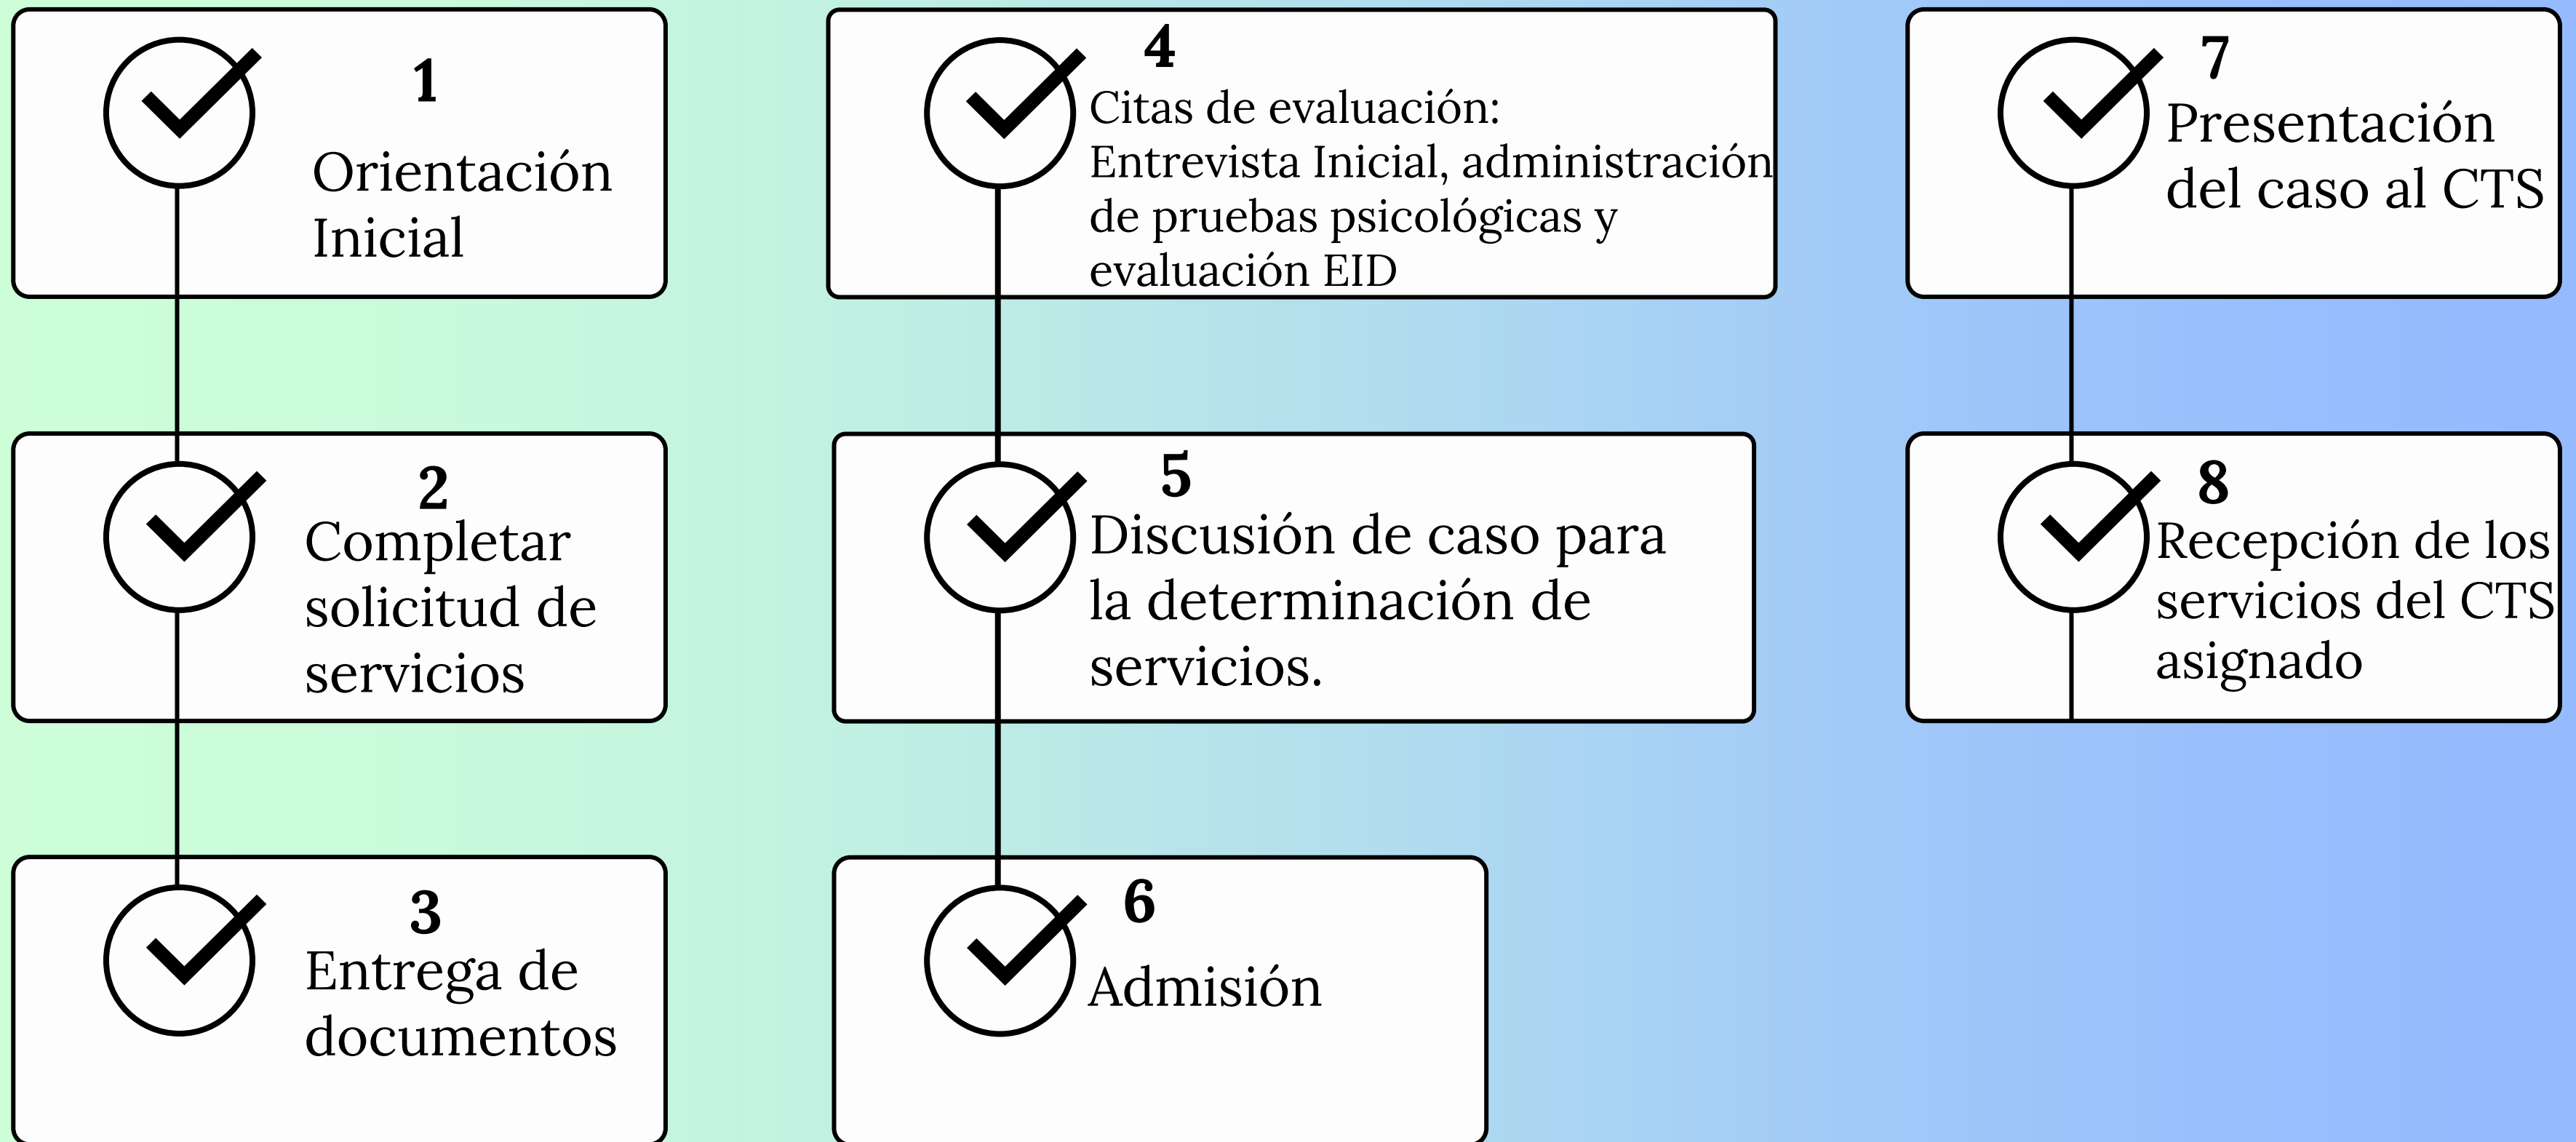 1
Orientación
Inicial
2
Completar
solicitud de
servicios
3
Entrega de
documentos
4
Citas de evaluación:
Entrevista Inicial, administración
de pruebas psicológicas y
evaluación EID
5
Discusión de caso para
la determinación de
servicios.
6
Admisión
7
Presentación
del caso al CTS
8
Recepción de los
servicios del CTS
asignado